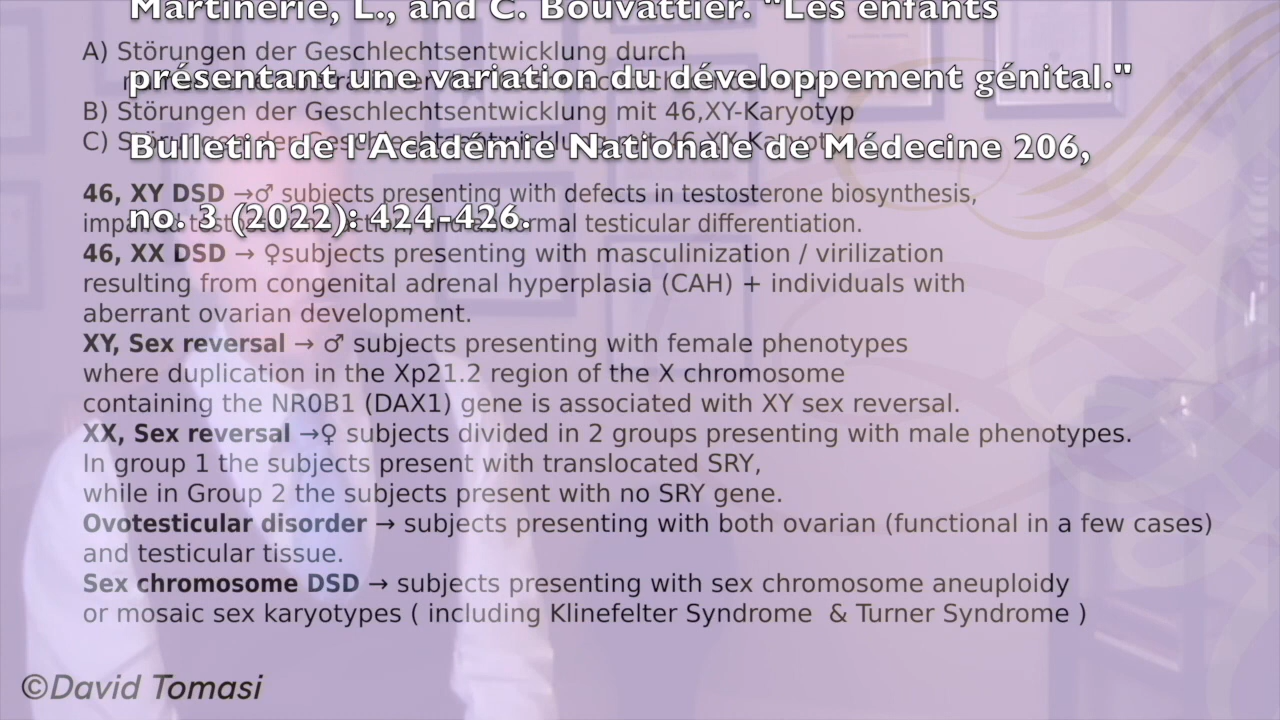 Martinerie, L., and C. Bouvattier. "Les enfants
A) Störungen der Geschlechtsentwicklung durch
présentant une variation du développement génital."
B) Störungen der Geschlechtsentwicklung mit 46,XY-Karyotyp
C)
Bulletin de l'Académie Nationale de Médecine 206,
46, XY DSD →♂ subjects presenting with defects in testosterone biosynthesis,
testicular differentiation.
no. 3 (2022): 424-426.
46, XX DSD → ♀subjects presenting with masculinization / virilization
resulting from congenital adrenal hyperplasia (CAH) + individuals with
aberrant ovarian development.
XY, Sex reversal → ♂ subjects presenting with female phenotypes
where duplication in the Xp21.2 region of the X chromosome
containing the NR0B1 (DAX1) gene is associated with XY sex reversal.
XX, Sex reversal →♀ subjects divided in 2 groups presenting with male phenotypes.
In group 1 the subjects present with translocated SRY,
while in Group 2 the subjects present with no SRY gene.
Ovotesticular disorder → subjects presenting with both ovarian (functional in a few cases)
and testicular tissue.
Sex chromosome DSD → subjects presenting with sex chromosome aneuploidy
or mosaic sex karyotypes ( including Klinefelter Syndrome & Turner Syndrome )
©David Tomasi